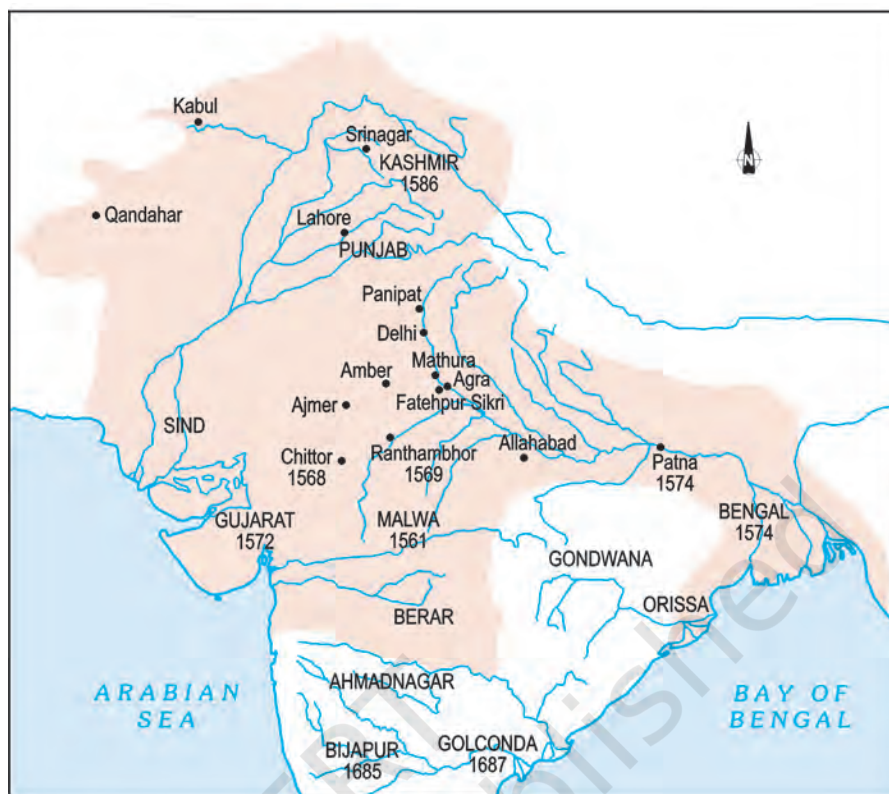 Kabul
Srinagar
KASHMIR
1586
N
Qandahar
Lahore
PUNJAB
Panipat
Delhi
Mathura
Agra
Amber
Fatehpur Sikri
Ajmer
SIND
Ranthambhor
1569
Allahabad
Chittor
1568
Patna
1574
GUJARAT
1572
MALWA
1561
BENGAL
1574
GONDWANA
ORISSA
BERAR
AHMADNAGAR
ARABIAN
SEA
BAY OF
BENGAL
BIJAPUR
1685
GOLCONDA
1687